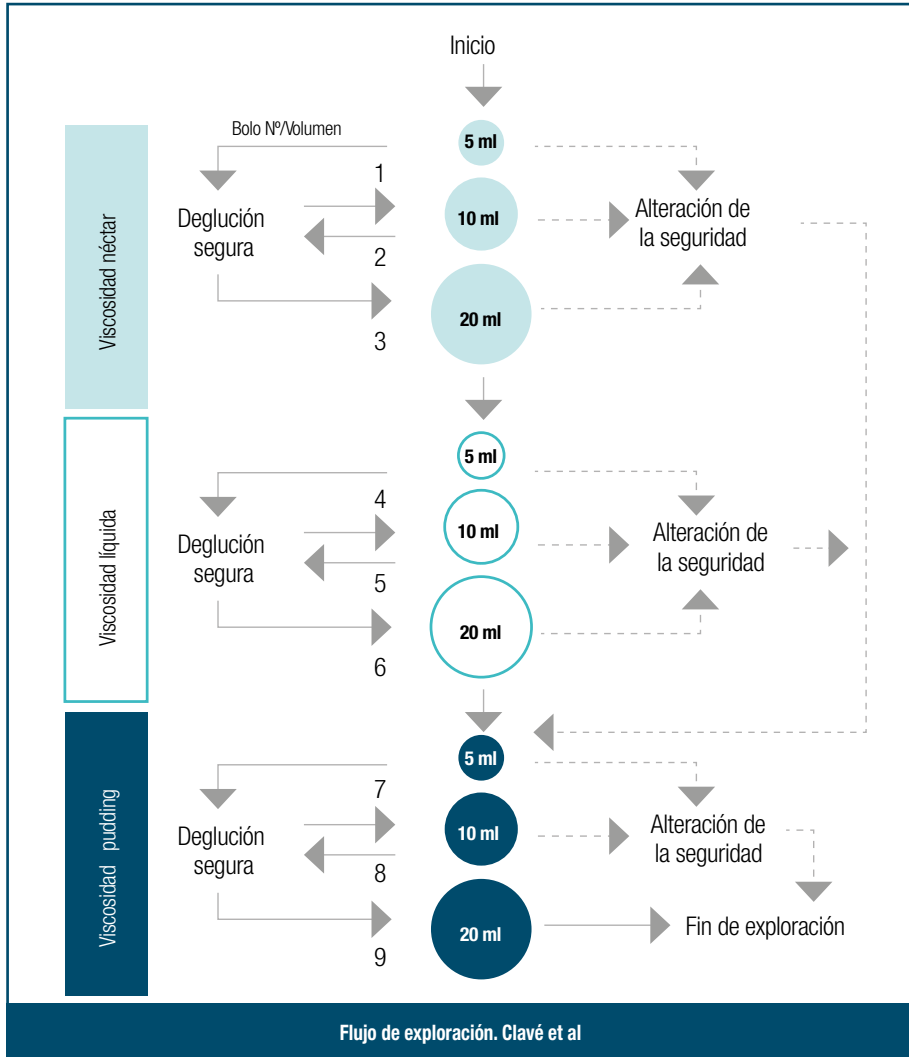 Inicio
Bolo Nº/Volumen
Viscosidad néctar
5 ml
1
Deglución
segura
10 ml
2
Alteración de
la seguridad
20 ml
3
Viscosidad líquida
5 ml
4
Deglución
segura
10 ml
5
Alteración de
la seguridad
20 ml
6
Viscosidad pudding
5 ml
7
Deglución
segura
10 ml
8
Alteración de
la seguridad
20 ml
9
Fin de exploración
Flujo de exploración. Clavé et al